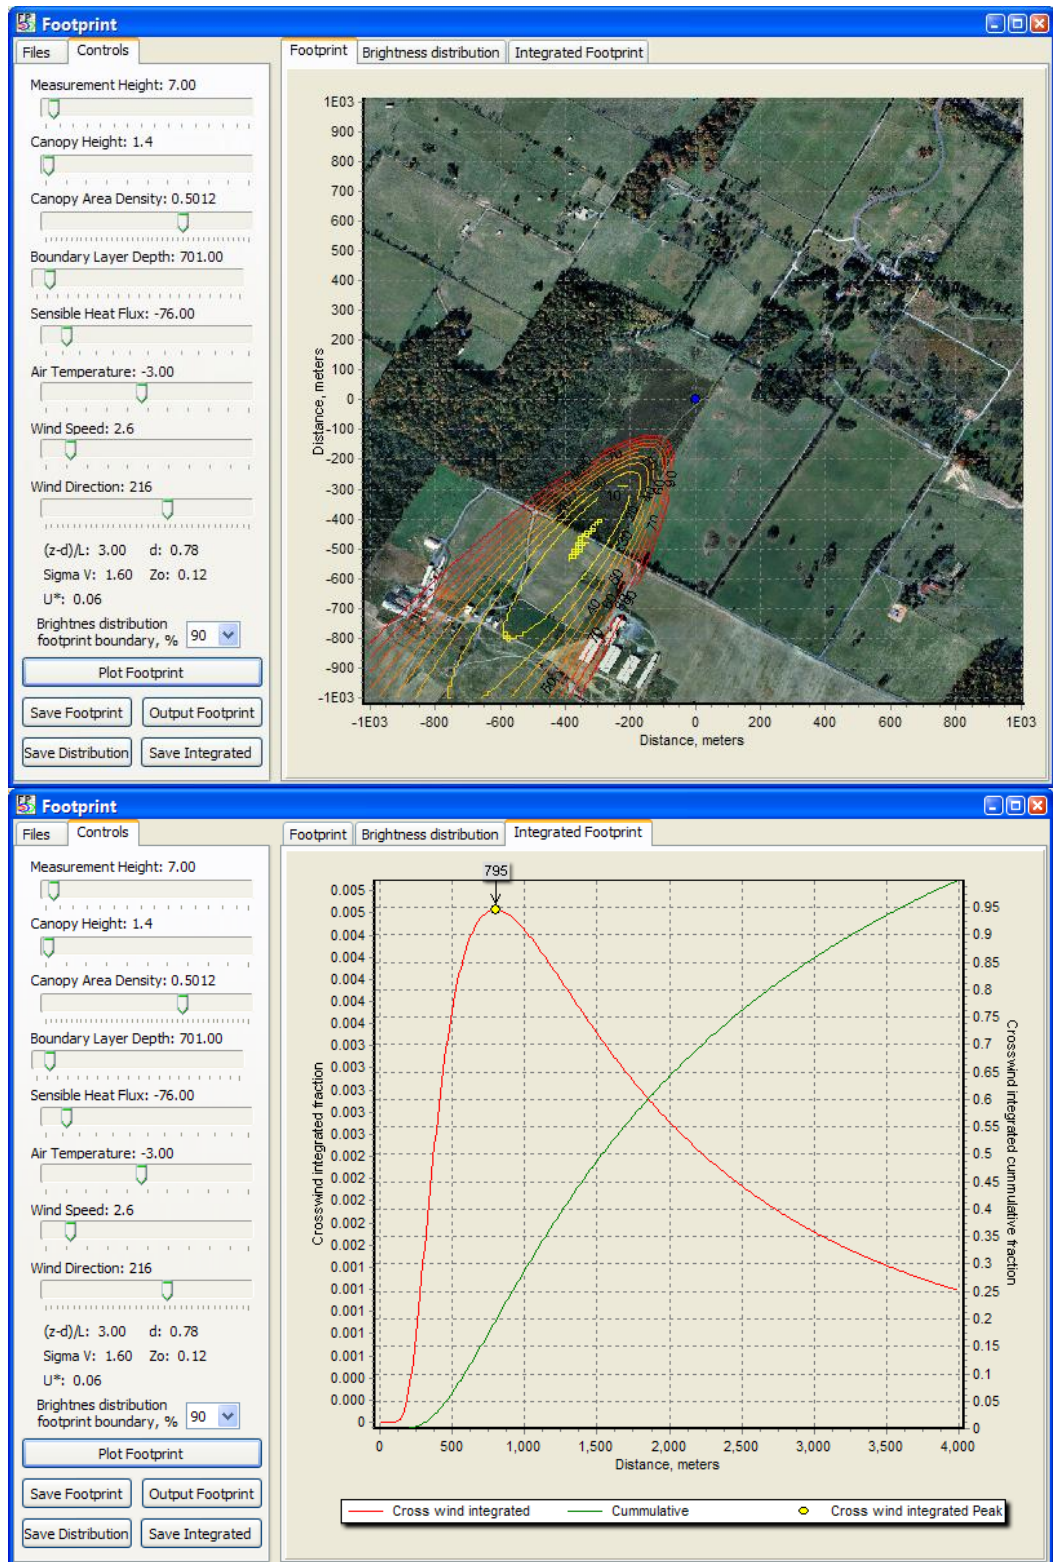 Footprint
Files Controls
Footprint Brightness distribution Integrated Footprint
Measurement Height: 7.00
Canopy Height: 1.4
Canopy Area Density: 0.5012
Boundary Layer Depth: 701.00
Sensible Heat Flux: -76.00
Air Temperature: -3.00
Wind Speed: 2.6
Wind Direction: 216
(z-d)/L: 3.00 d: 0.78
Sigma V: 1.60 Zo: 0.12
U*: 0.06
Brightnes distribution
footprint boundary, % 90
Plot Footprint
Save Footprint Output Footprint
Save Distribution Save Integrated
Distance, meters
1E03
900
800
700
600
500
400
300
200
100
0
-100
-200
-300
-400
-500
-600
-700
-800
-900
-1E03
-1E03 -800 -600 -400 -200 0 200 400 600 800 1E03
Distance, meters
10
90
70
Footprint
Files Controls
Footprint Brightness distribution Integrated Footprint
Measurement Height: 7.00
Canopy Height: 1.4
Canopy Area Density: 0.5012
Boundary Layer Depth: 701.00
Sensible Heat Flux: -76.00
Air Temperature: -3.00
Wind Speed: 2.6
Wind Direction: 216
(z-d)/L: 3.00 d: 0.78
Sigma V: 1.60 Zo: 0.12
U*: 0.06
Brightnes distribution
footprint boundary, % 90
Plot Footprint
Save Footprint Output Footprint
Save Distribution Save Integrated
795
Crosswind integrated fraction
0.005
0.005
0.004
0.004
0.004
0.004
0.004
0.003
0.003
0.003
0.003
0.003
0.002
0.002
0.002
0.002
0.002
0.001
0.001
0.001
0.001
0.001
0.000
0.000
0
0.95
0.9
0.85
0.8
0.75
0.7
0.65
0.6
0.55
0.5
0.45
0.4
0.35
0.3
0.25
0.2
0.15
0.1
0.05
0
Crosswind integrated cummulative fraction
0 500 1,000 1,500 2,000 2,500 3,000 3,500 4,000
Distance, meters
Cross wind integrated Cummulative Cross wind integrated Peak